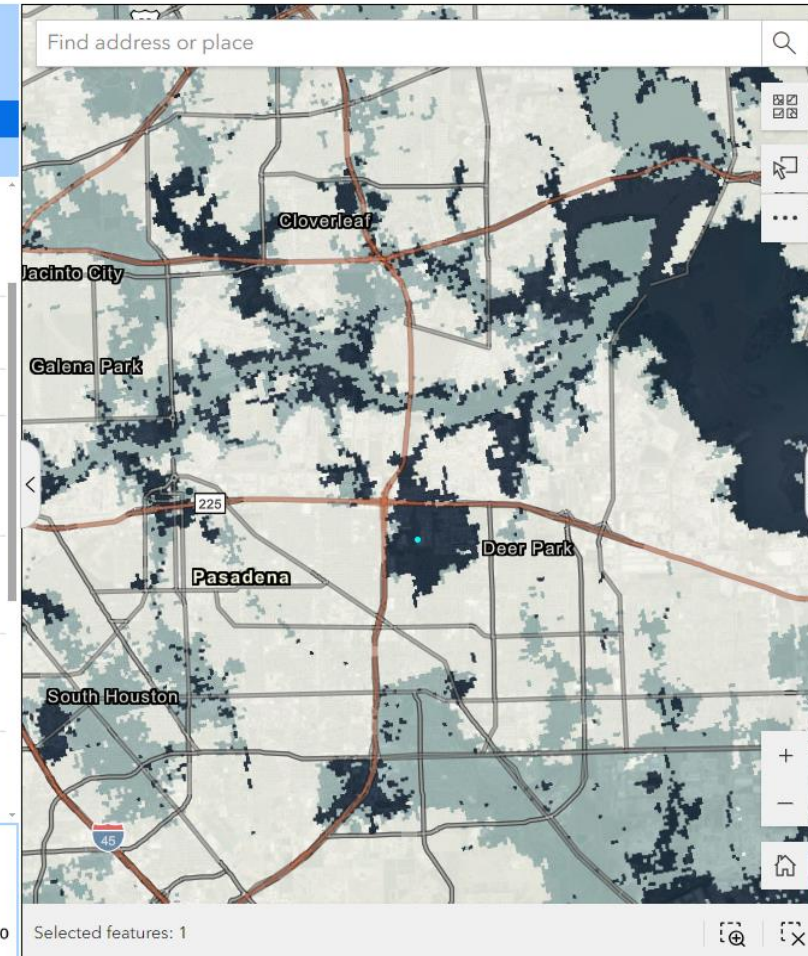 Find address or place
Cloverleaf
Jacinto City
Galena Park
225
Deer Park
Pasadena
South Houston
45
0
Selected features: 1